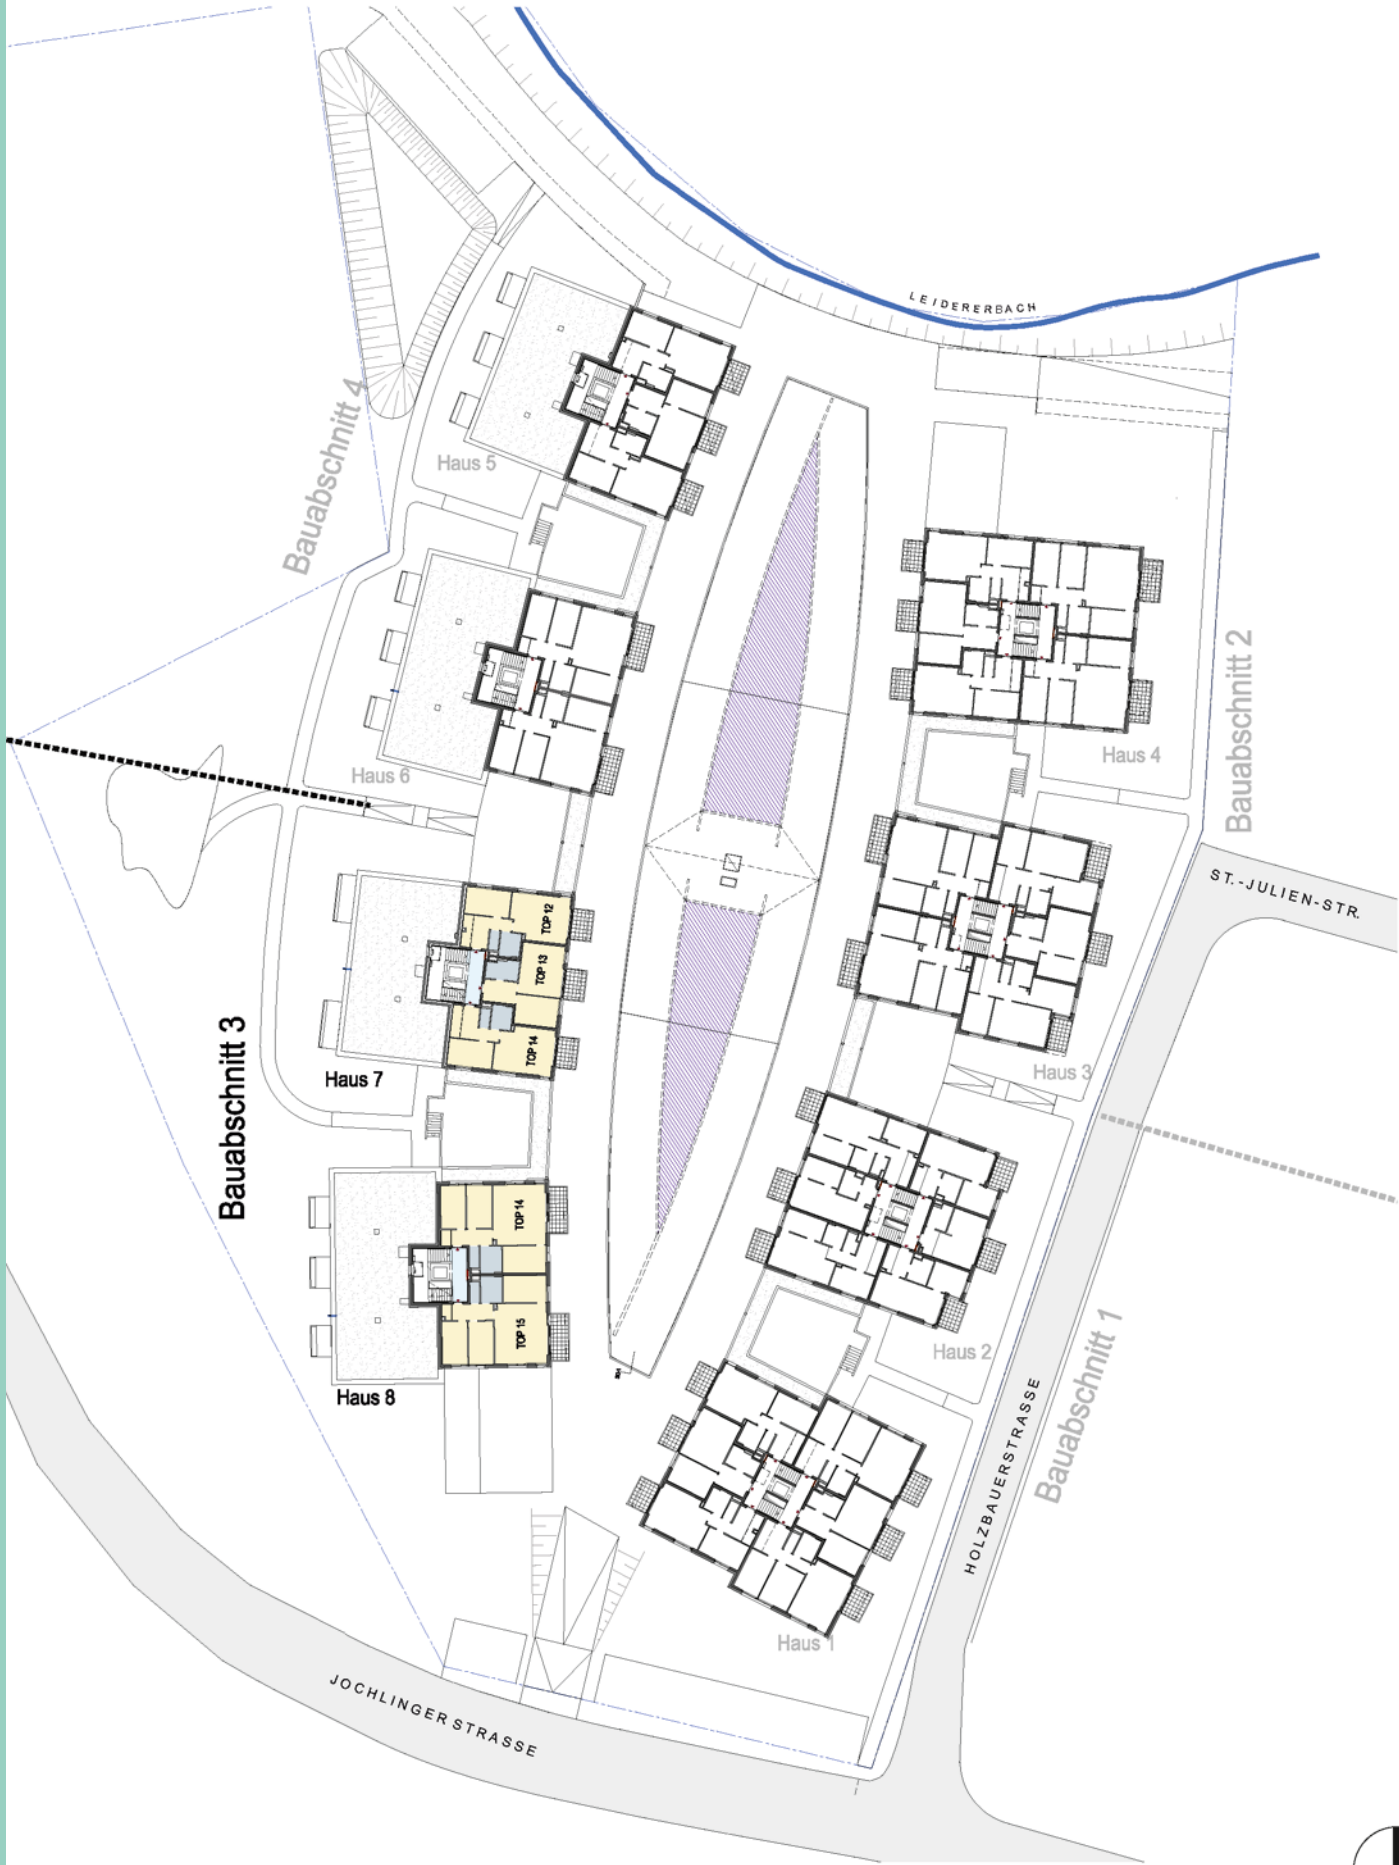 LEIDERERBACH
Bauabschnitt 4
Haus 5
Bauabschnitt 2
Haus 4
Haus 6
ST.-JULIEN-STR.
TOP 12
TOP 13
TOP 14
Bauabschnitt 3
Haus 7
Haus 3
TOP 14
TOP 15
Haus 8
Haus 2
Bauabschnitt 1
HOLZBAUERSTRASSE
Haus 1
JOCHLINGER STRASSE